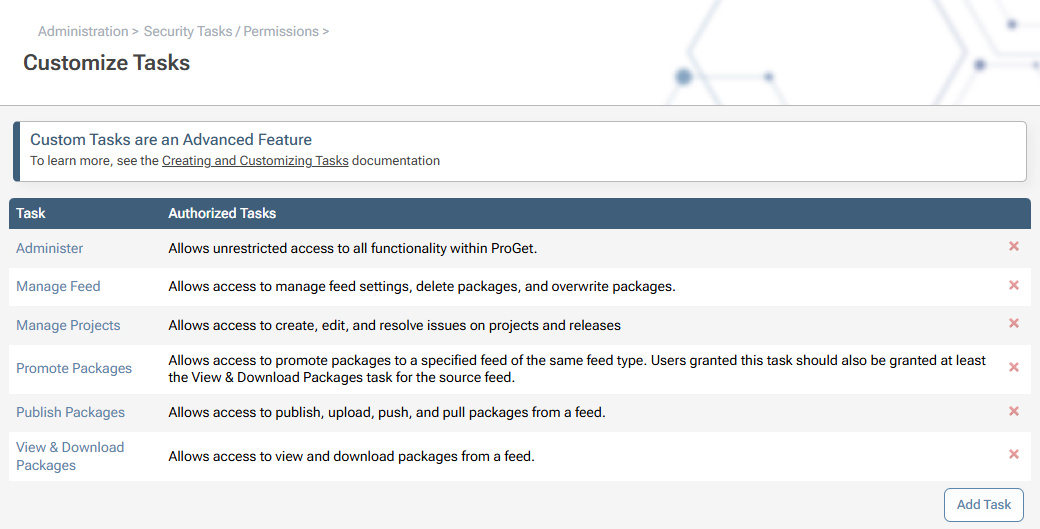 Administration > Security Tasks / Permissions >
Customize Tasks
Custom Tasks are an Advanced Feature
To learn more, see the Creating and Customizing Tasks documentation
Task Authorized Tasks
Administer Allows unrestricted access to all functionality within ProGet.
Manage Feed Allows access to manage feed settings, delete packages, and overwrite packages.
Manage Projects Allows access to create, edit, and resolve issues on projects and releases
Promote Packages Allows access to promote packages to a specified feed of the same feed type. Users granted this task should also be granted at least
the View & Download Packages task for the source feed.
Publish Packages Allows access to publish, upload, push, and pull packages from a feed.
View & Download
Packages
Allows access to view and download packages from a feed.
Add Task